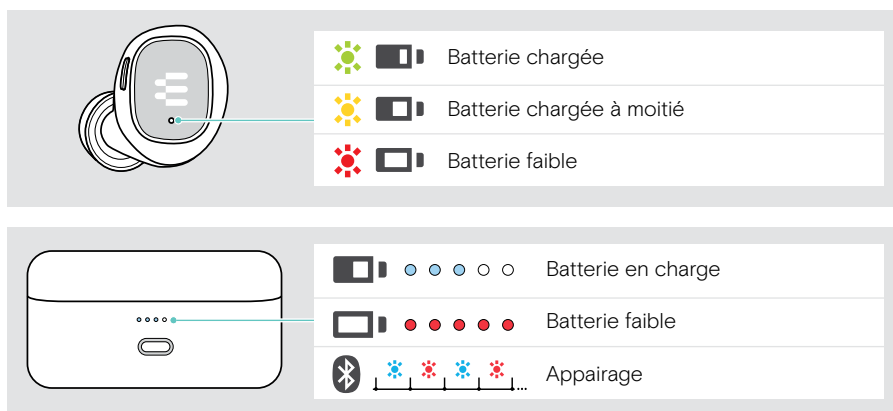 Batterie chargée
Batterie chargée à moitié
Batterie faible
Batterie en charge
Batterie faible
... Appairage